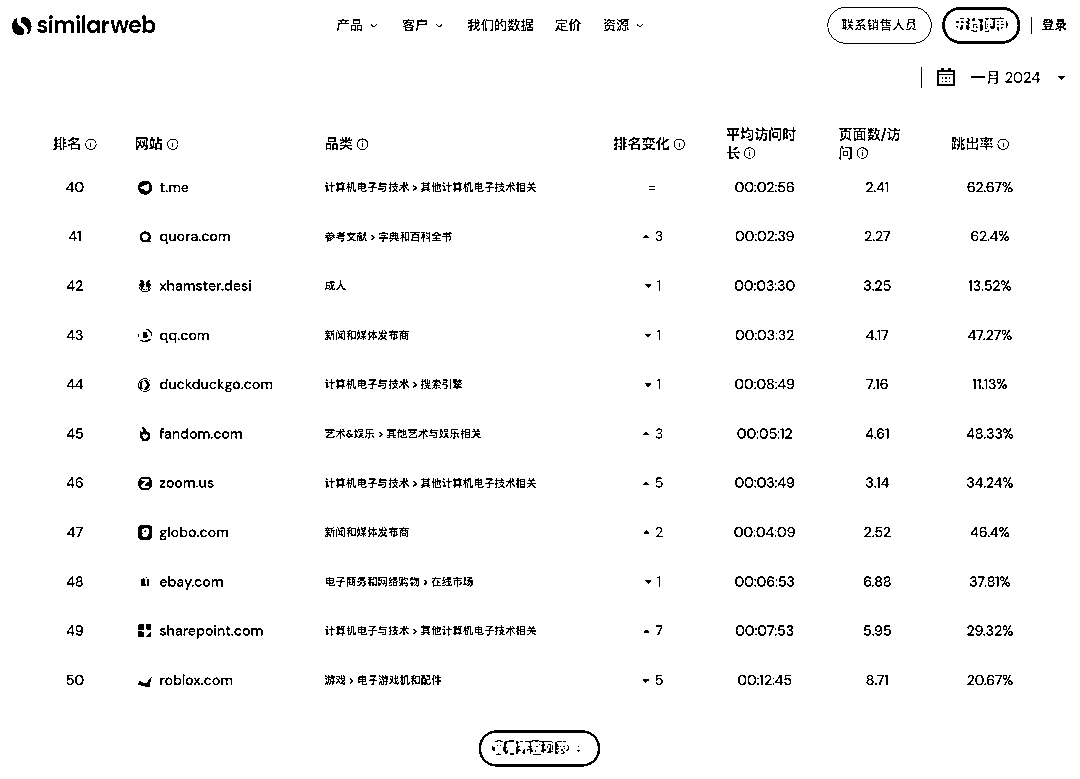 similarweb 产品 客户 我们的数据 定价 资源 联系销售人员 登录
一月 2024
排名 网站 品类 排名变化 平均访问时长 页面数/访问 跳出率
40 t.me 计算机电子与技术 > 其他计算机电子技术相关 = 00:02:56 2.41 62.67%
41 quora.com 参考文献 > 字典和百科全书 3 00:02:39 2.27 62.4%
42 xhamster.desi 成人 1 00:03:30 3.25 13.52%
43 qq.com 新闻和媒体发布商 1 00:03:32 4.17 47.27%
44 duckduckgo.com 计算机电子与技术 > 搜索引擎 1 00:08:49 7.16 11.13%
45 fandom.com 艺术&娱乐 > 其他艺术与娱乐相关 3 00:05:12 4.61 48.33%
46 zoom.us 计算机电子与技术 > 其他计算机电子技术相关 5 00:03:49 3.14 34.24%
47 globo.com 新闻和媒体发布商 2 00:04:09 2.52 46.4%
48 ebay.com 电子商务和网络购物 > 在线市场 1 00:06:53 6.88 37.81%
49 sharepoint.com 计算机电子与技术 > 其他计算机电子技术相关 7 00:07:53 5.95 29.32%
50 roblox.com 游戏 > 电子游戏机和配件 5 00:12:45 8.71 20.67%